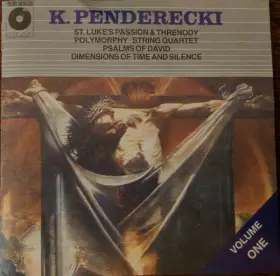 K. PENDERECKI
ST. LUKE'S PASSION & THRENODY
POLYMORPHY · STRING QUARTET
PSALMS OF DAVID
DIMENSIONS OF TIME AND SILENCE
VOLUME
ONE